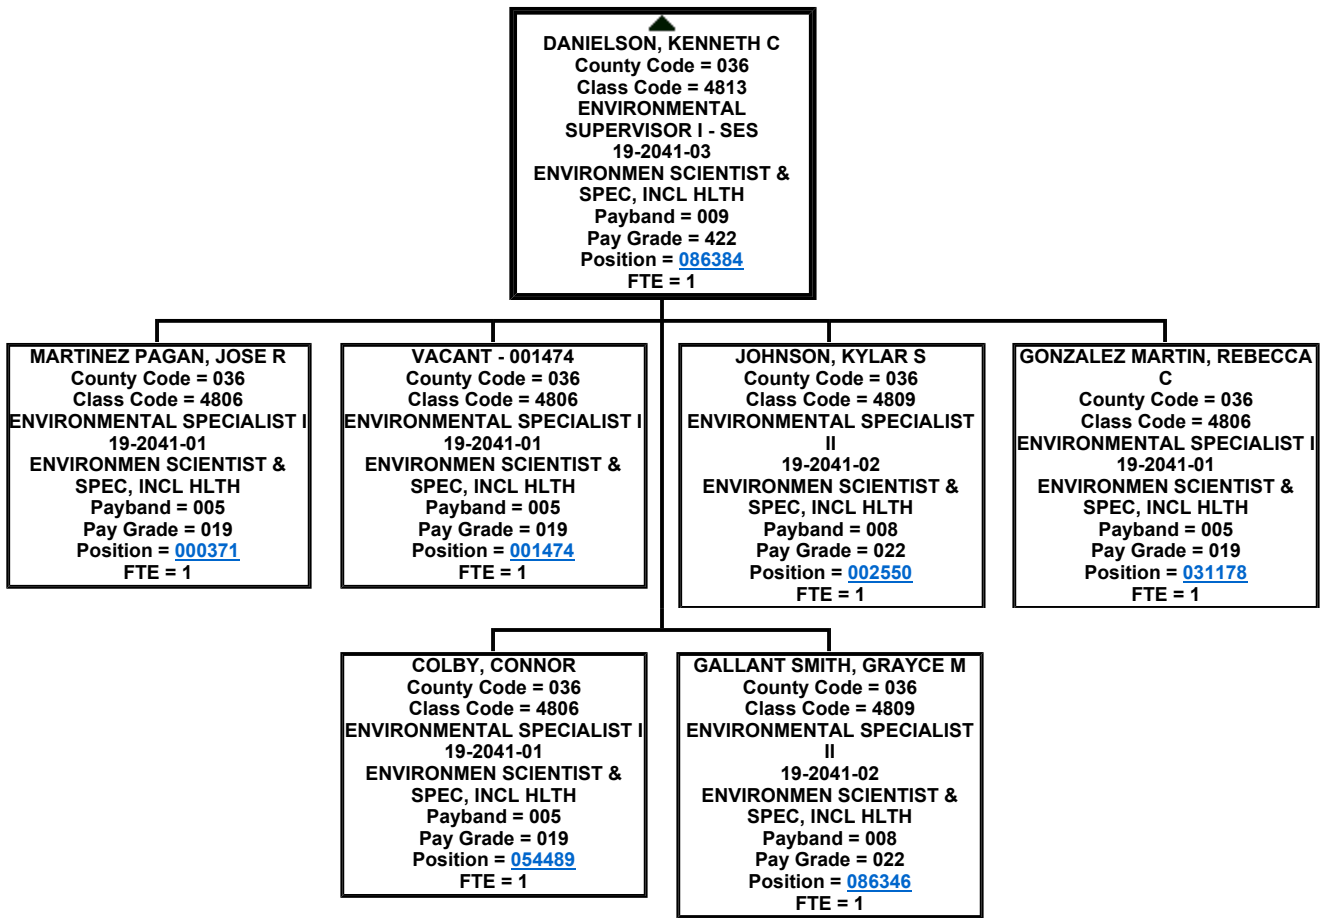 DANIELSON, KENNETH C
County Code = 036
Class Code = 4813
ENVIRONMENTAL
SUPERVISOR I - SES
19-2041-03
ENVIRONMEN SCIENTIST &
SPEC, INCL HLTH
Payband = 009
Pay Grade = 422
Position = 086384
FTE = 1
MARTINEZ PAGAN, JOSE R
County Code = 036
Class Code = 4806
ENVIRONMENTAL SPECIALIST I
19-2041-01
ENVIRONMEN SCIENTIST &
SPEC, INCL HLTH
Payband = 005
Pay Grade = 019
Position = 000371
FTE = 1
VACANT - 001474
County Code = 036
Class Code = 4806
ENVIRONMENTAL SPECIALIST I
19-2041-01
ENVIRONMEN SCIENTIST &
SPEC, INCL HLTH
Payband = 005
Pay Grade = 019
Position = 001474
FTE = 1
JOHNSON, KYLAR S
County Code = 036
Class Code = 4809
ENVIRONMENTAL SPECIALIST
II
19-2041-02
ENVIRONMEN SCIENTIST &
SPEC, INCL HLTH
Payband = 008
Pay Grade = 022
Position = 002550
FTE = 1
GONZALEZ MARTIN, REBECCA
C
County Code = 036
Class Code = 4806
ENVIRONMENTAL SPECIALIST I
19-2041-01
ENVIRONMEN SCIENTIST &
SPEC, INCL HLTH
Payband = 005
Pay Grade = 019
Position = 031178
FTE = 1
COLBY, CONNOR
County Code = 036
Class Code = 4806
ENVIRONMENTAL SPECIALIST I
19-2041-01
ENVIRONMEN SCIENTIST &
SPEC, INCL HLTH
Payband = 005
Pay Grade = 019
Position = 054489
FTE = 1
GALLANT SMITH, GRAYCE M
County Code = 036
Class Code = 4809
ENVIRONMENTAL SPECIALIST
II
19-2041-02
ENVIRONMEN SCIENTIST &
SPEC, INCL HLTH
Payband = 008
Pay Grade = 022
Position = 086346
FTE = 1